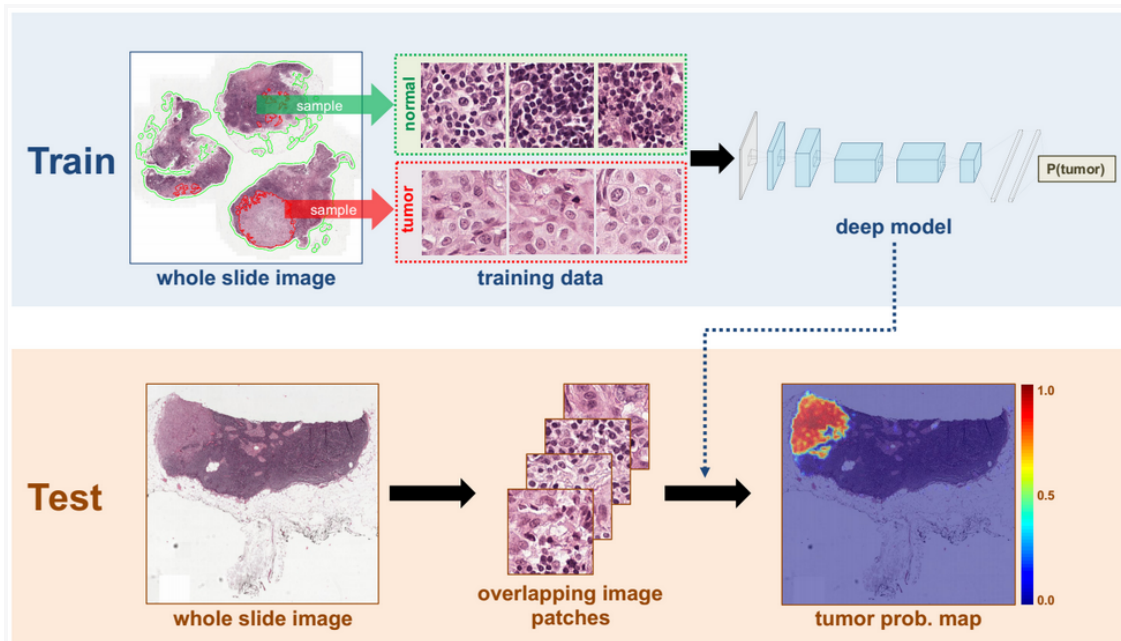 Train
sample
sample
normal
tumor
P(tumor)
whole slide image
training data
deep model
Test
1.0
0.5
0.0
whole slide image
overlapping image
patches
tumor prob. map